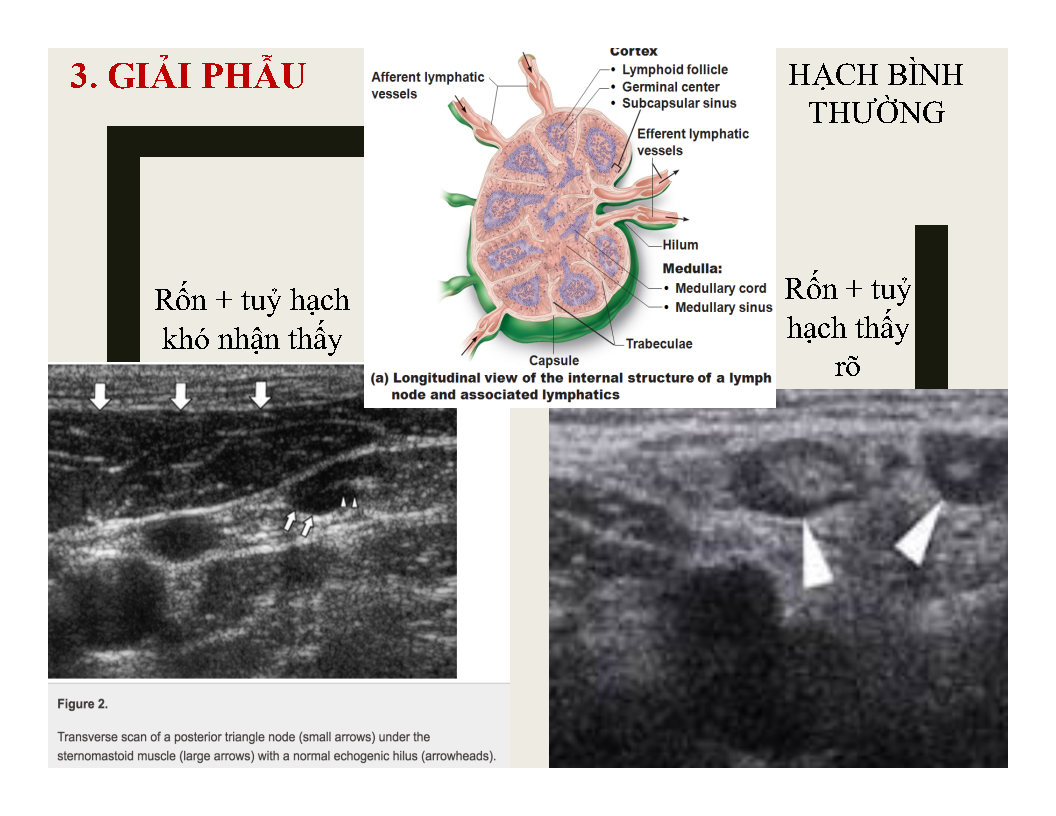 3. GIẢI PHẪU
HẠCH BÌNH
THƯỜNG
Cortex
• Lymphoid follicle
• Germinal center
• Subcapsular sinus
Afferent lymphatic
vessels
Efferent lymphatic
vessels
Hilum
Medulla:
• Medullary cord
• Medullary sinus
Trabeculae
Capsule
(a) Longitudinal view of the internal structure of a lymph
node and associated lymphatics
Rốn + tuỷ hạch
khó nhận thấy
Rốn + tuỷ
hạch thấy
rõ
Figure 2.
Transverse scan of a posterior triangle node (small arrows) under the
sternomastoid muscle (large arrows) with a normal echogenic hilus (arrowheads).